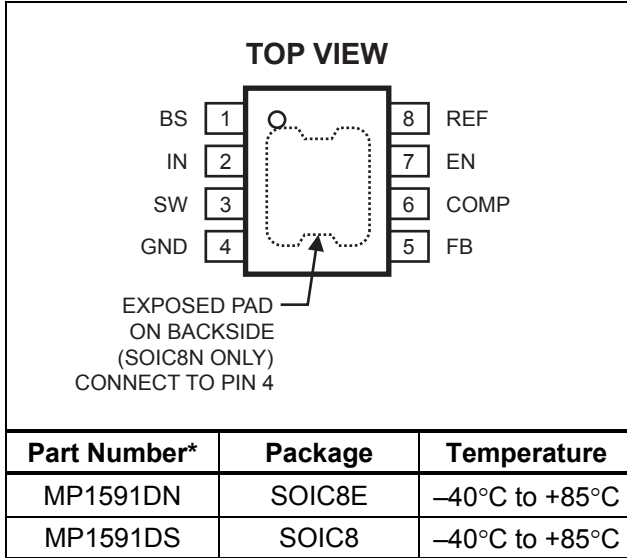 TOP VIEW
BS 1 8 REF
IN 2 7 EN
SW 3 6 COMP
GND 4 5 FB
EXPOSED PAD
ON BACKSIDE
(SOIC8N ONLY)
CONNECT TO PIN 4
Part Number* Package Temperature
MP1591DN SOIC8E –40°C to +85°C
MP1591DS SOIC8 –40°C to +85°C